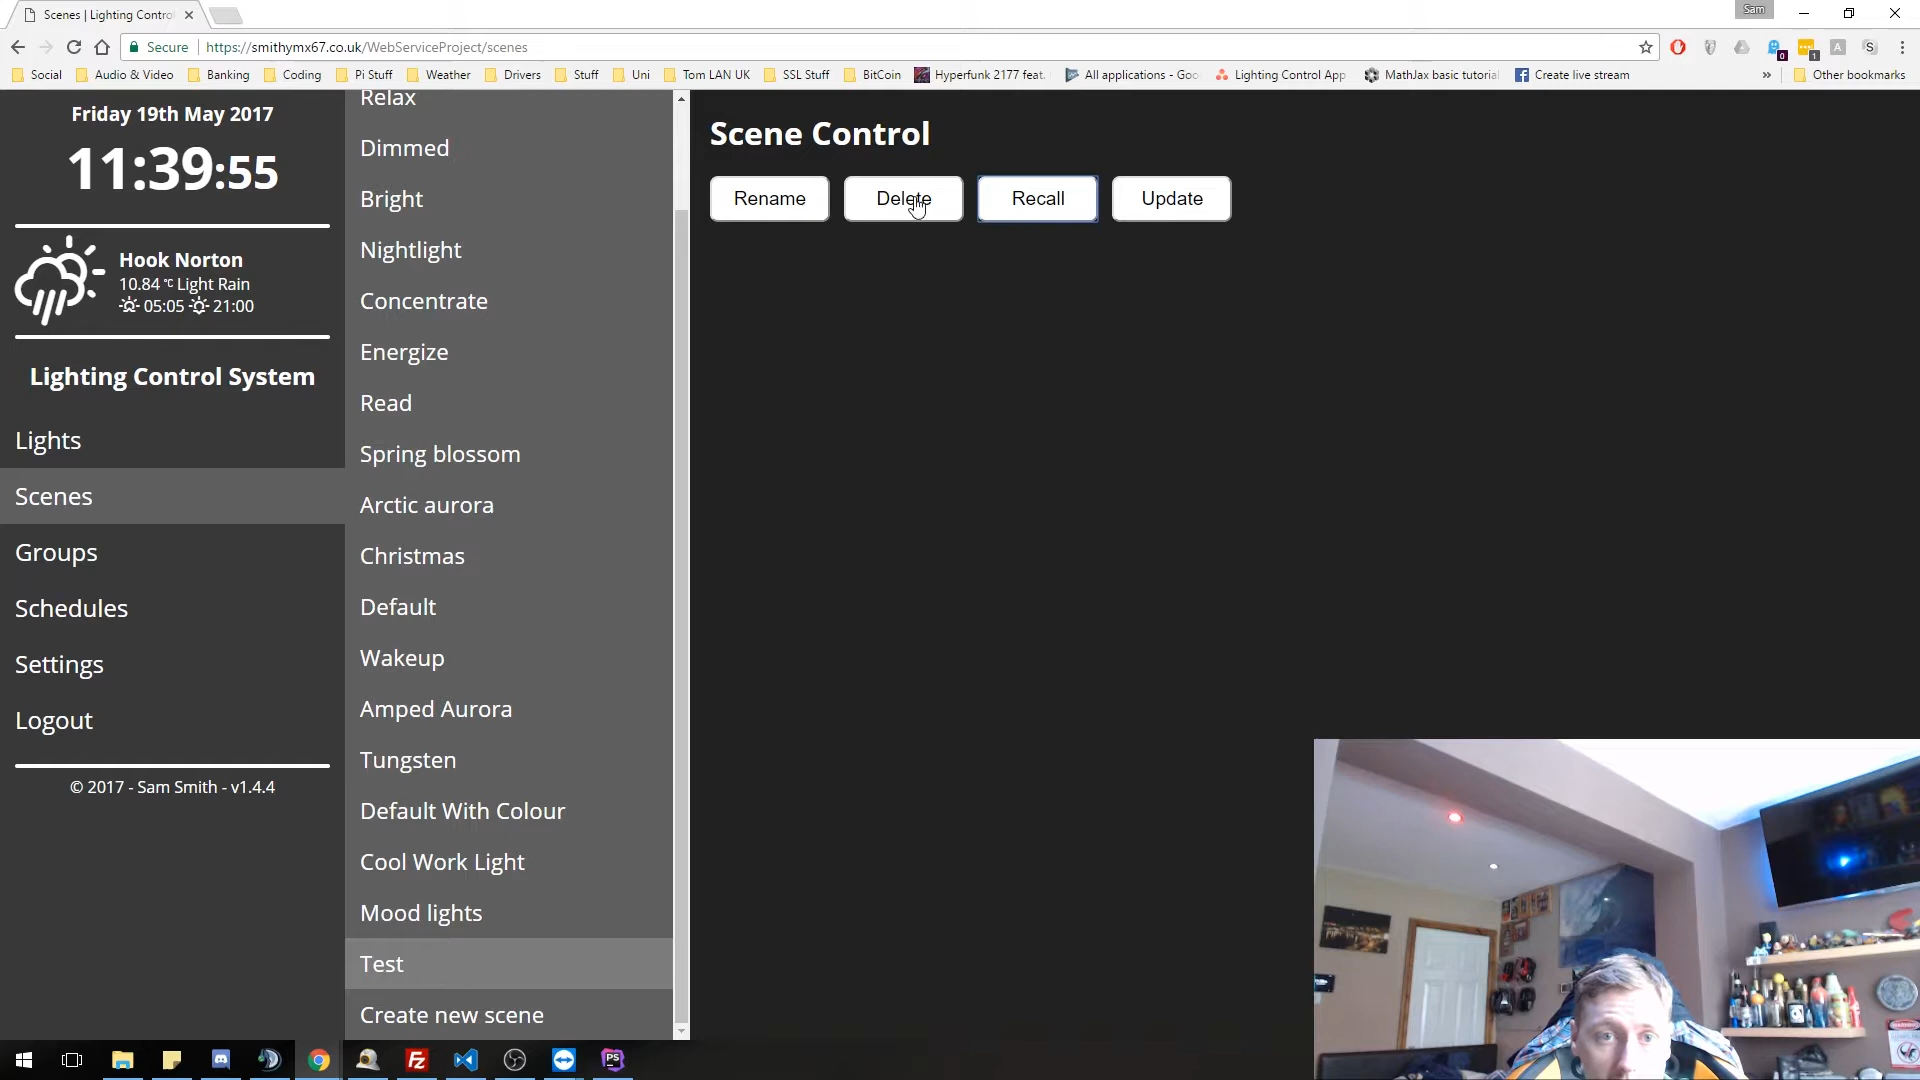 Scenes | Lighting Contro
Sam
Secure https://smithymx67.co.uk/WebServiceProject/scenes
Social Audio & Video Banking Coding Pi Stuff Weather Drivers Stuff Uni Tom LAN UK SSL Stuff BitCoin Hyperfunk 2177 feat. All applications - Goo Lighting Control App MathJax basic tutoria Create live stream » Other bookmarks
Friday 19th May 2017
11:39:55
Hook Norton
10.84 ℃ Light Rain
05:05 21:00
Lighting Control System
Lights
Scenes
Groups
Schedules
Settings
Logout
© 2017 - Sam Smith - v1.4.4
Relax
Dimmed
Bright
Nightlight
Concentrate
Energize
Read
Spring blossom
Arctic aurora
Christmas
Default
Wakeup
Amped Aurora
Tungsten
Default With Colour
Cool Work Light
Mood lights
Test
Create new scene
Scene Control
Rename Delete Recall Update